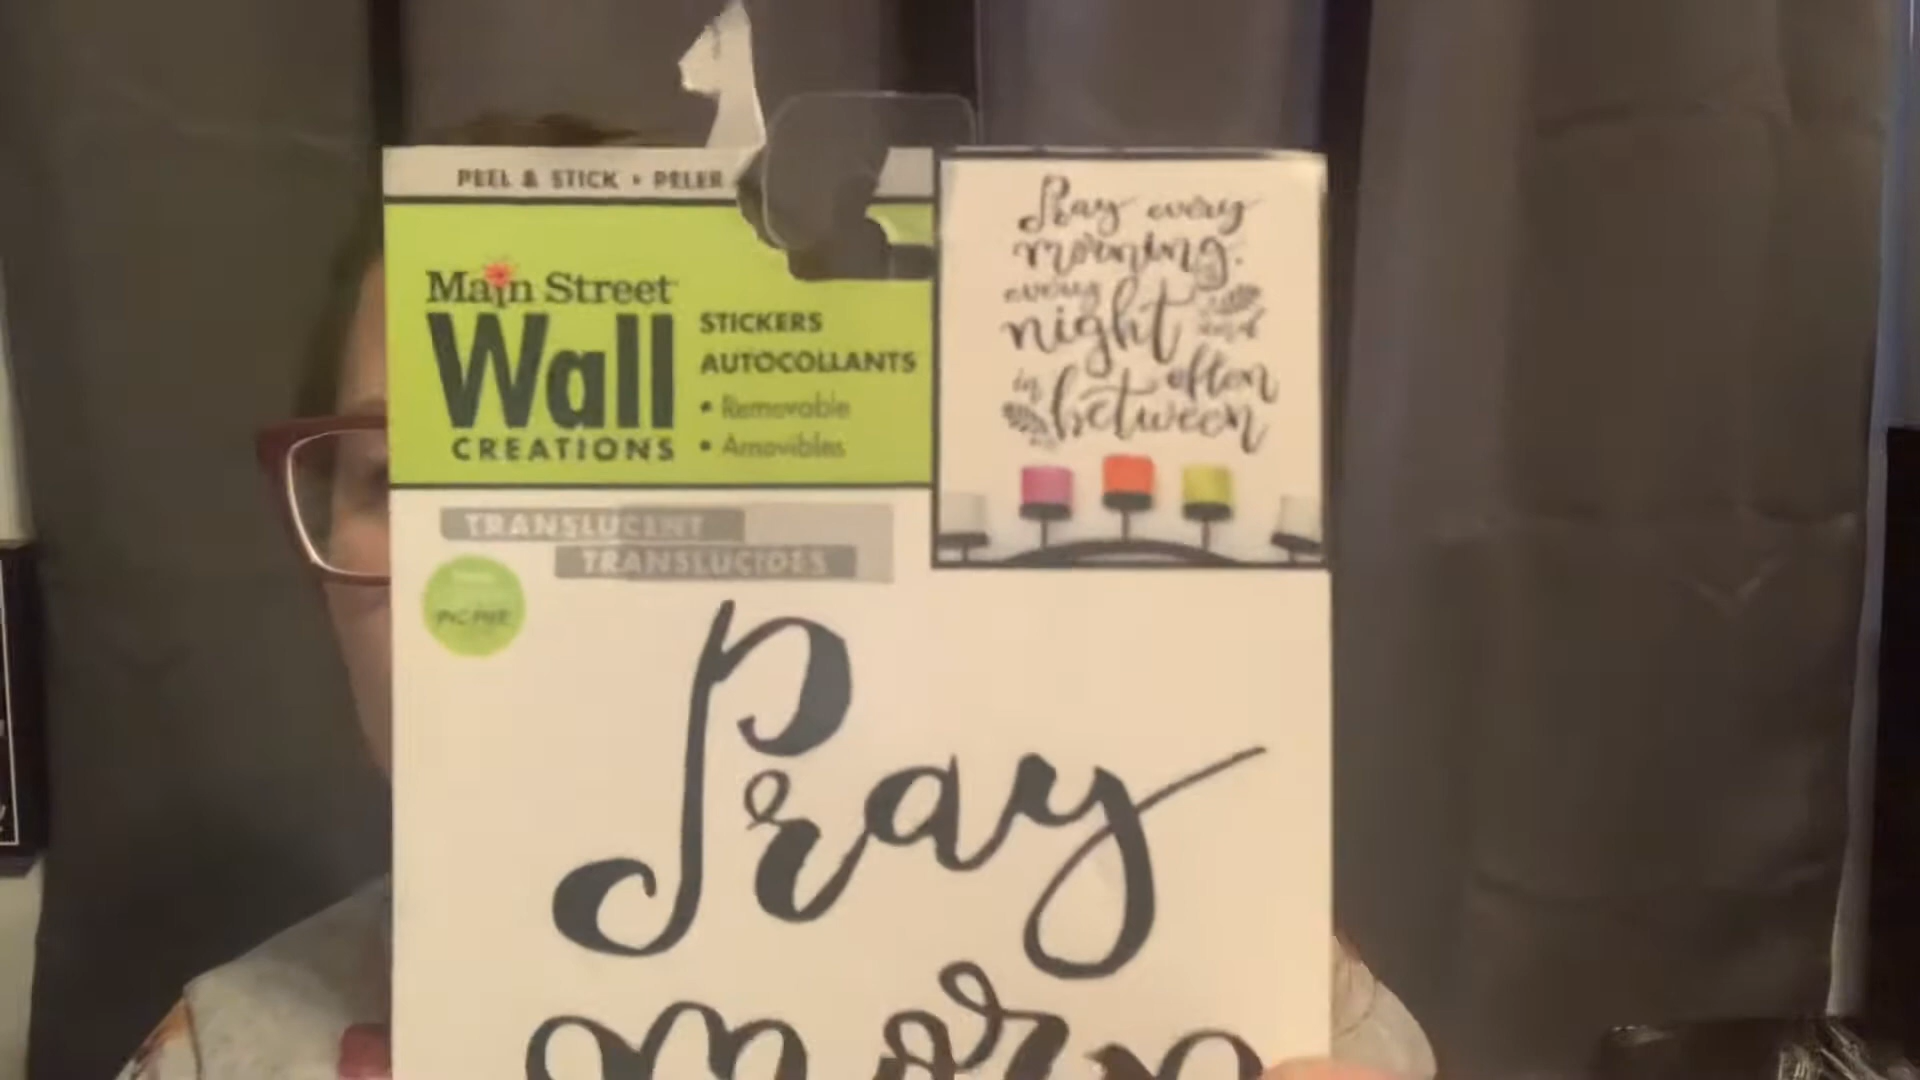 PEEL & STICK • PELER
Main Street
Wall
CREATIONS
STICKERS
AUTOCOLLANTS
• Removable
• Amovibles
Pray every
morning,
every
night and
in often
between
TRANSLUCENT
TRANSLUCIDES
Pray
morn